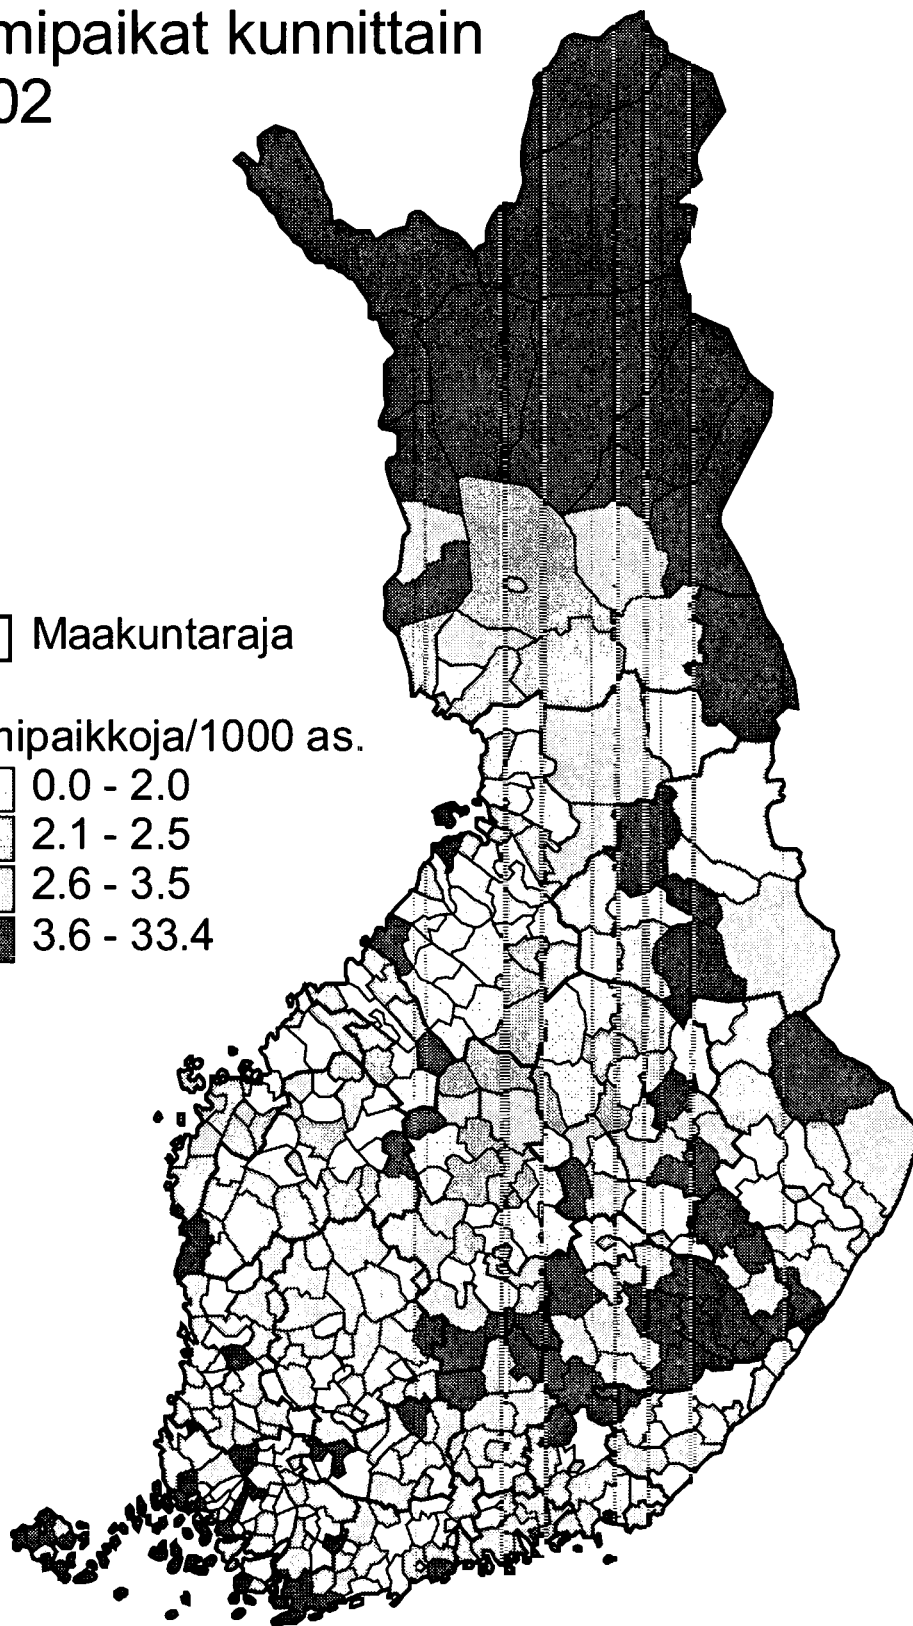 mipaikat kunnittain
02
Maakuntaraja
mipaikkoja/1000 as.
0.0 - 2.0
2.1 - 2.5
2.6 - 3.5
3.6 - 33.4